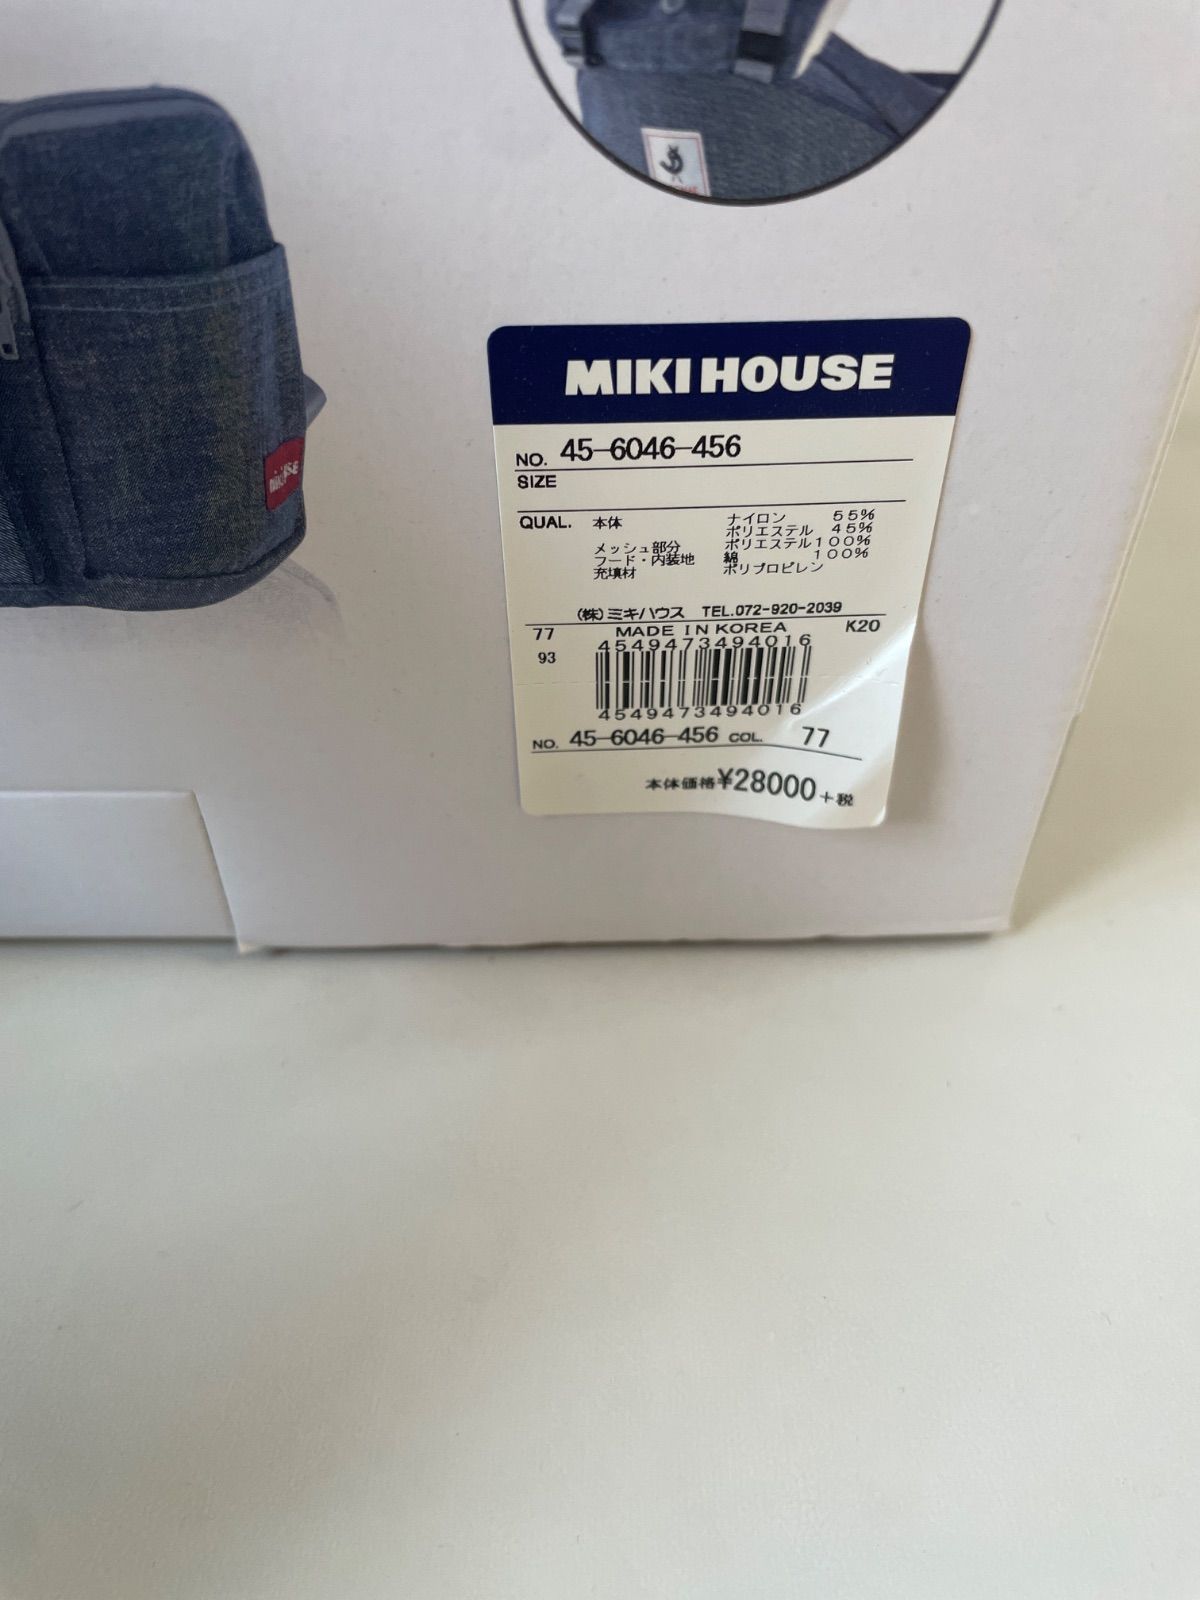 miki HOUSE
MIKI HOUSE
NO. 45-6046-456
SIZE
QUAL. 本体 ナイロン 55%
ポリエステル 45%
メッシュ部分 ポリエステル100%
フード・内装地 綿 100%
充填材 ポリプロピレン
(株)ミキハウス TEL.072-920-2039
77 MADE IN KOREA K20
4549473494016
93
4549473494016
NO. 45-6046-456 COL. 77
本体価格¥28000+税